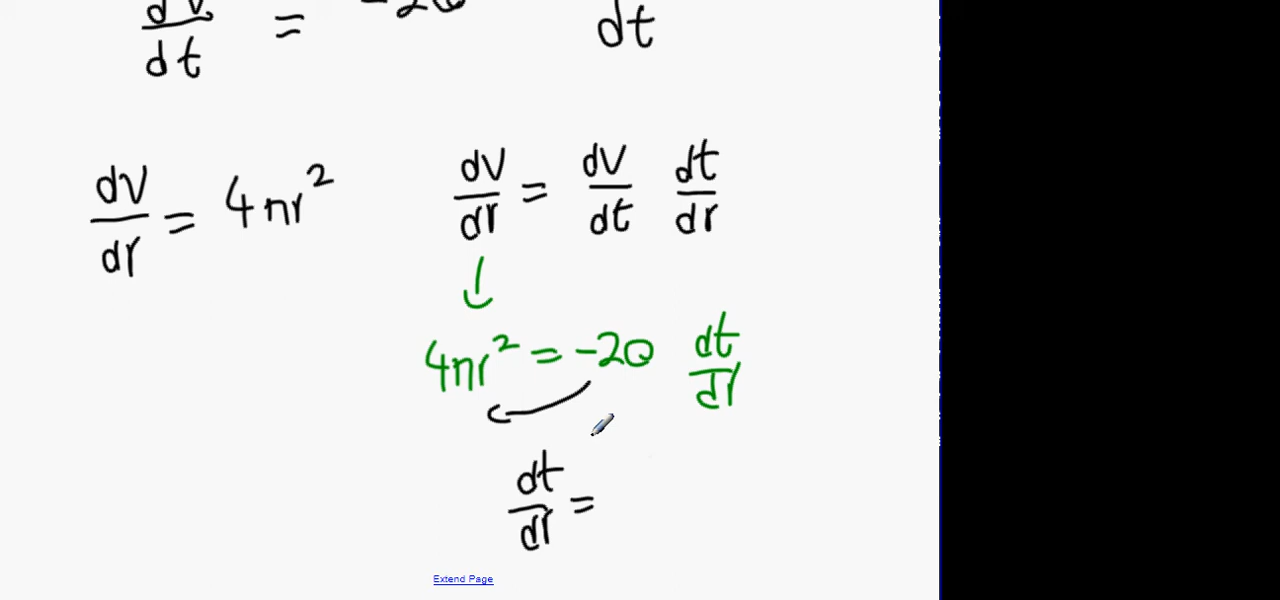 dV/dt = -20 dt
dV/dr = 4πr² dV/dr = dV/dt dt/dr
4πr² = -20 dt/dr
dt/dr =
Extend Page